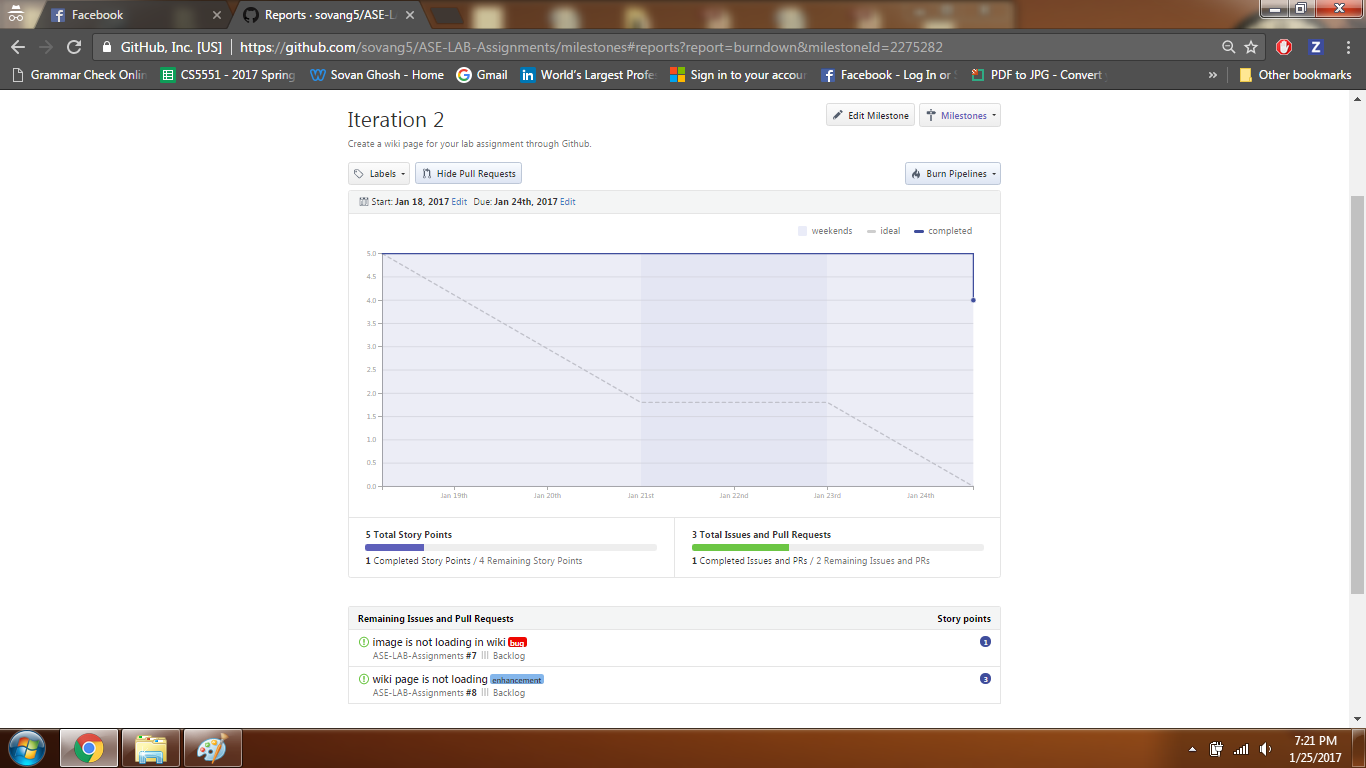 Facebook
Reports · sovang5/ASE-L
GitHub, Inc. [US] https://github.com/sovang5/ASE-LAB-Assignments/milestones#reports?report=burndown&milestoneId=2275282
Grammar Check Onlin CS5551 - 2017 Spring Sovan Ghosh - Home Gmail World's Largest Profe Sign in to your accou Facebook - Log In or PDF to JPG - Convert » Other bookmarks
Iteration 2
Edit Milestone Milestones
Create a wiki page for your lab assignment through Github.
Labels Hide Pull Requests Burn Pipelines
Start: Jan 18, 2017 Edit Due: Jan 24th, 2017 Edit
weekends ideal completed
5.0
4.5
4.0
3.5
3.0
2.5
2.0
1.5
1.0
0.5
0.0
Jan 19th Jan 20th Jan 21st Jan 22nd Jan 23rd Jan 24th
5 Total Story Points
1 Completed Story Points / 4 Remaining Story Points
3 Total Issues and Pull Requests
1 Completed Issues and PRs / 2 Remaining Issues and PRs
Remaining Issues and Pull Requests Story points
image is not loading in wiki bug 1
ASE-LAB-Assignments #7 Backlog
wiki page is not loading enhancement 3
ASE-LAB-Assignments #8 Backlog
7:21 PM
1/25/2017